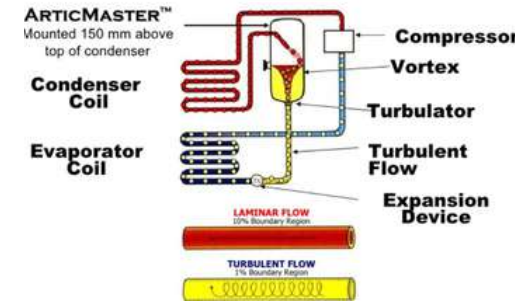 ARTICMASTER™
Mounted 150 mm above
top of condenser
Compressor
Vortex
Condenser
Coil
Turbulator
Evaporator
Coil
Turbulent
Flow
Expansion
Device
LAMINAR FLOW
10% Boundary Region
TURBULENT FLOW
1% Boundary Region